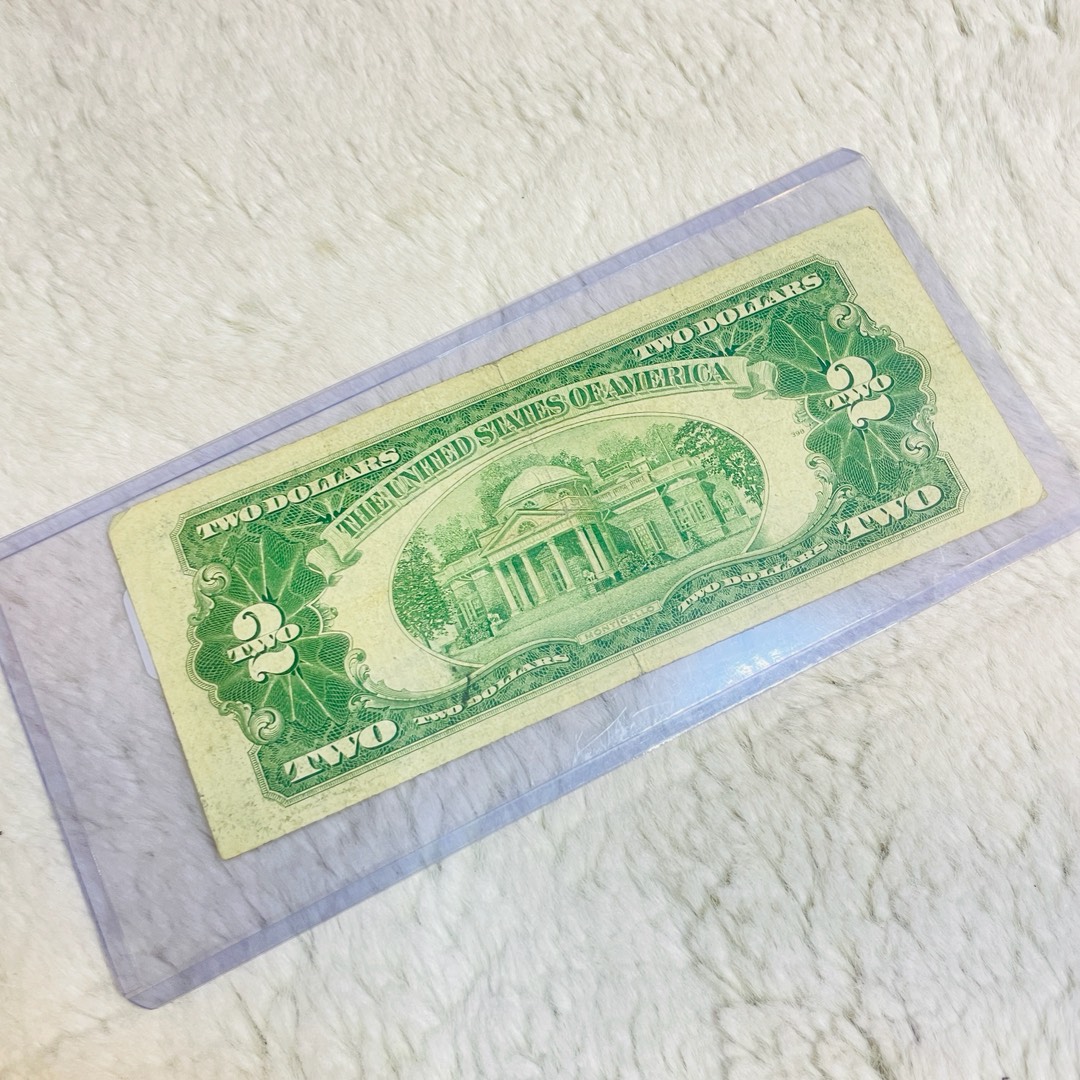 TWO DOLLARS
TWO DOLLARS
THE UNITED STATES OF AMERICA
2
TWO
2
TWO
MONTICELLO
TWO
TWO DOLLARS
TWO DOLLARS
TWO